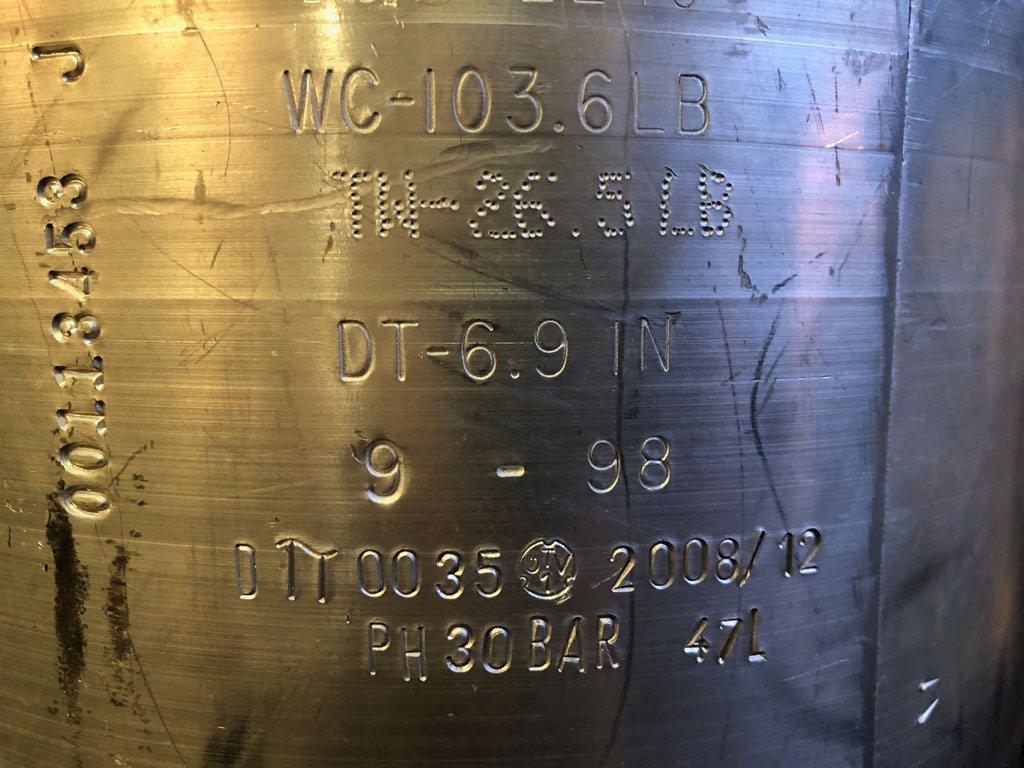 WC-103.6LB
TW-26.5LB
DT-6.9 IN
9 - 98
DTT 0035 2008/12
PH 30 BAR 47L
00113453 J